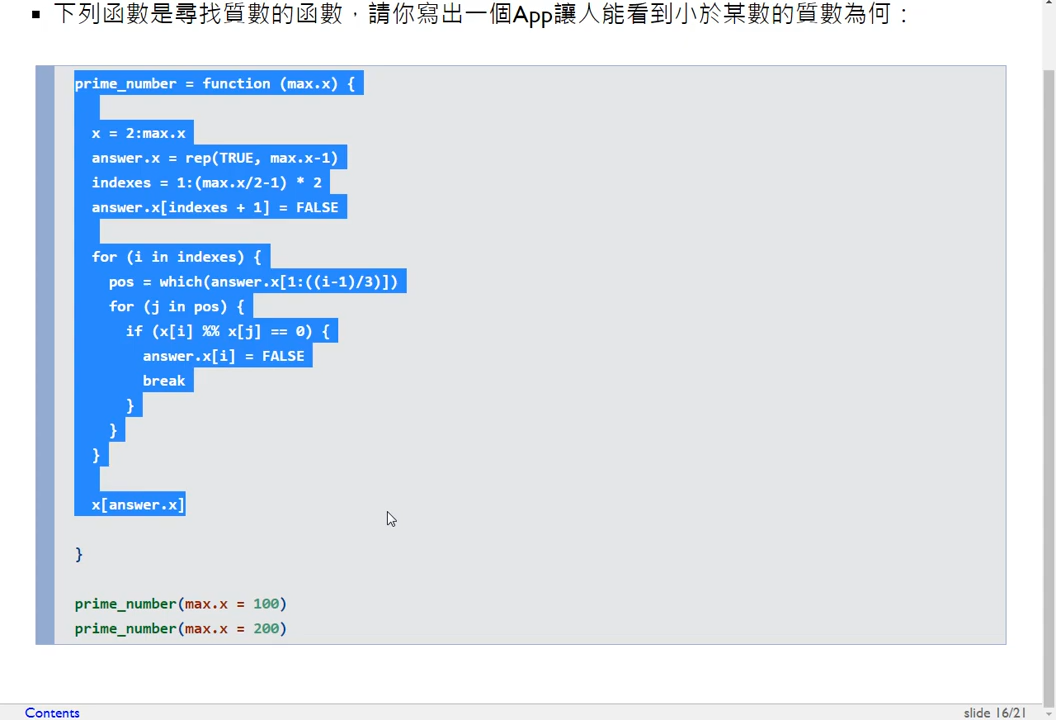 ▪ 下列函數是尋找質數的函數，請你寫出一個App讓人能看到小於某數的質數為何：
prime_number = function (max.x) {
x = 2:max.x
answer.x = rep(TRUE, max.x-1)
indexes = 1:(max.x/2-1) * 2
answer.x[indexes + 1] = FALSE
for (i in indexes) {
pos = which(answer.x[1:((i-1)/3)])
for (j in pos) {
if (x[i] %% x[j] == 0) {
answer.x[i] = FALSE
break
}
}
}
x[answer.x]
}
prime_number(max.x = 100)
prime_number(max.x = 200)
Contents
slide 16/21